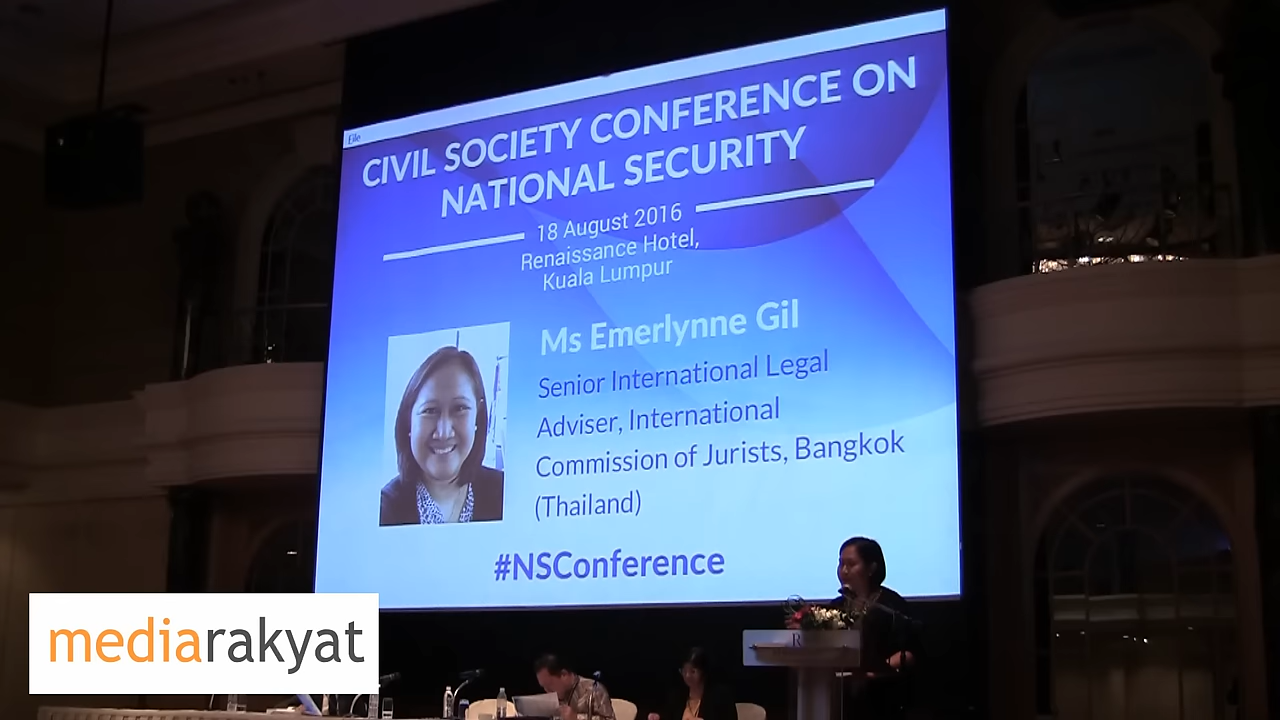 File
CIVIL SOCIETY CONFERENCE ON
NATIONAL SECURITY
18 August 2016
Renaissance Hotel,
Kuala Lumpur
Ms Emerlynne Gil
Senior International Legal
Adviser, International
Commission of Jurists, Bangkok
(Thailand)
#NSConference
R
mediarakyat